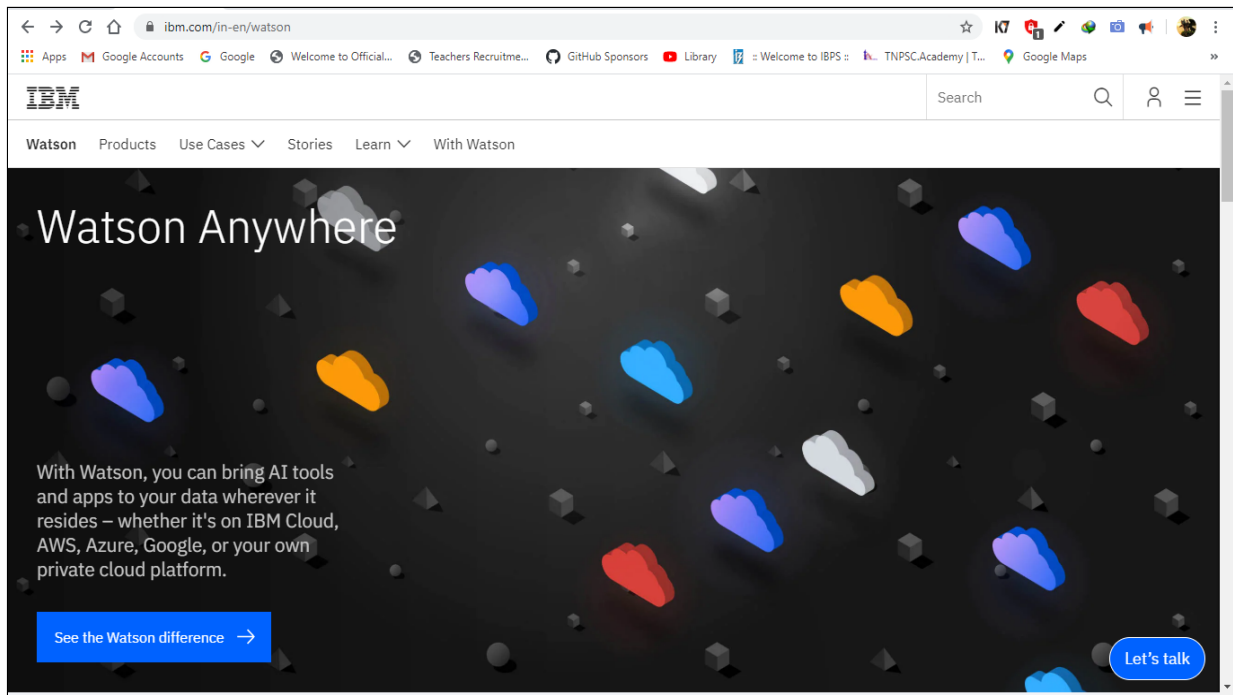 ibm.com/in-en/watson
Apps Google Accounts Google Welcome to Official... Teachers Recruitme... GitHub Sponsors Library :: Welcome to IBPS :: TNPSC.Academy | T... Google Maps »
IBM Search
Watson Products Use Cases Stories Learn With Watson
Watson Anywhere
With Watson, you can bring AI tools
and apps to your data wherever it
resides – whether it's on IBM Cloud,
AWS, Azure, Google, or your own
private cloud platform.
See the Watson difference →
Let's talk